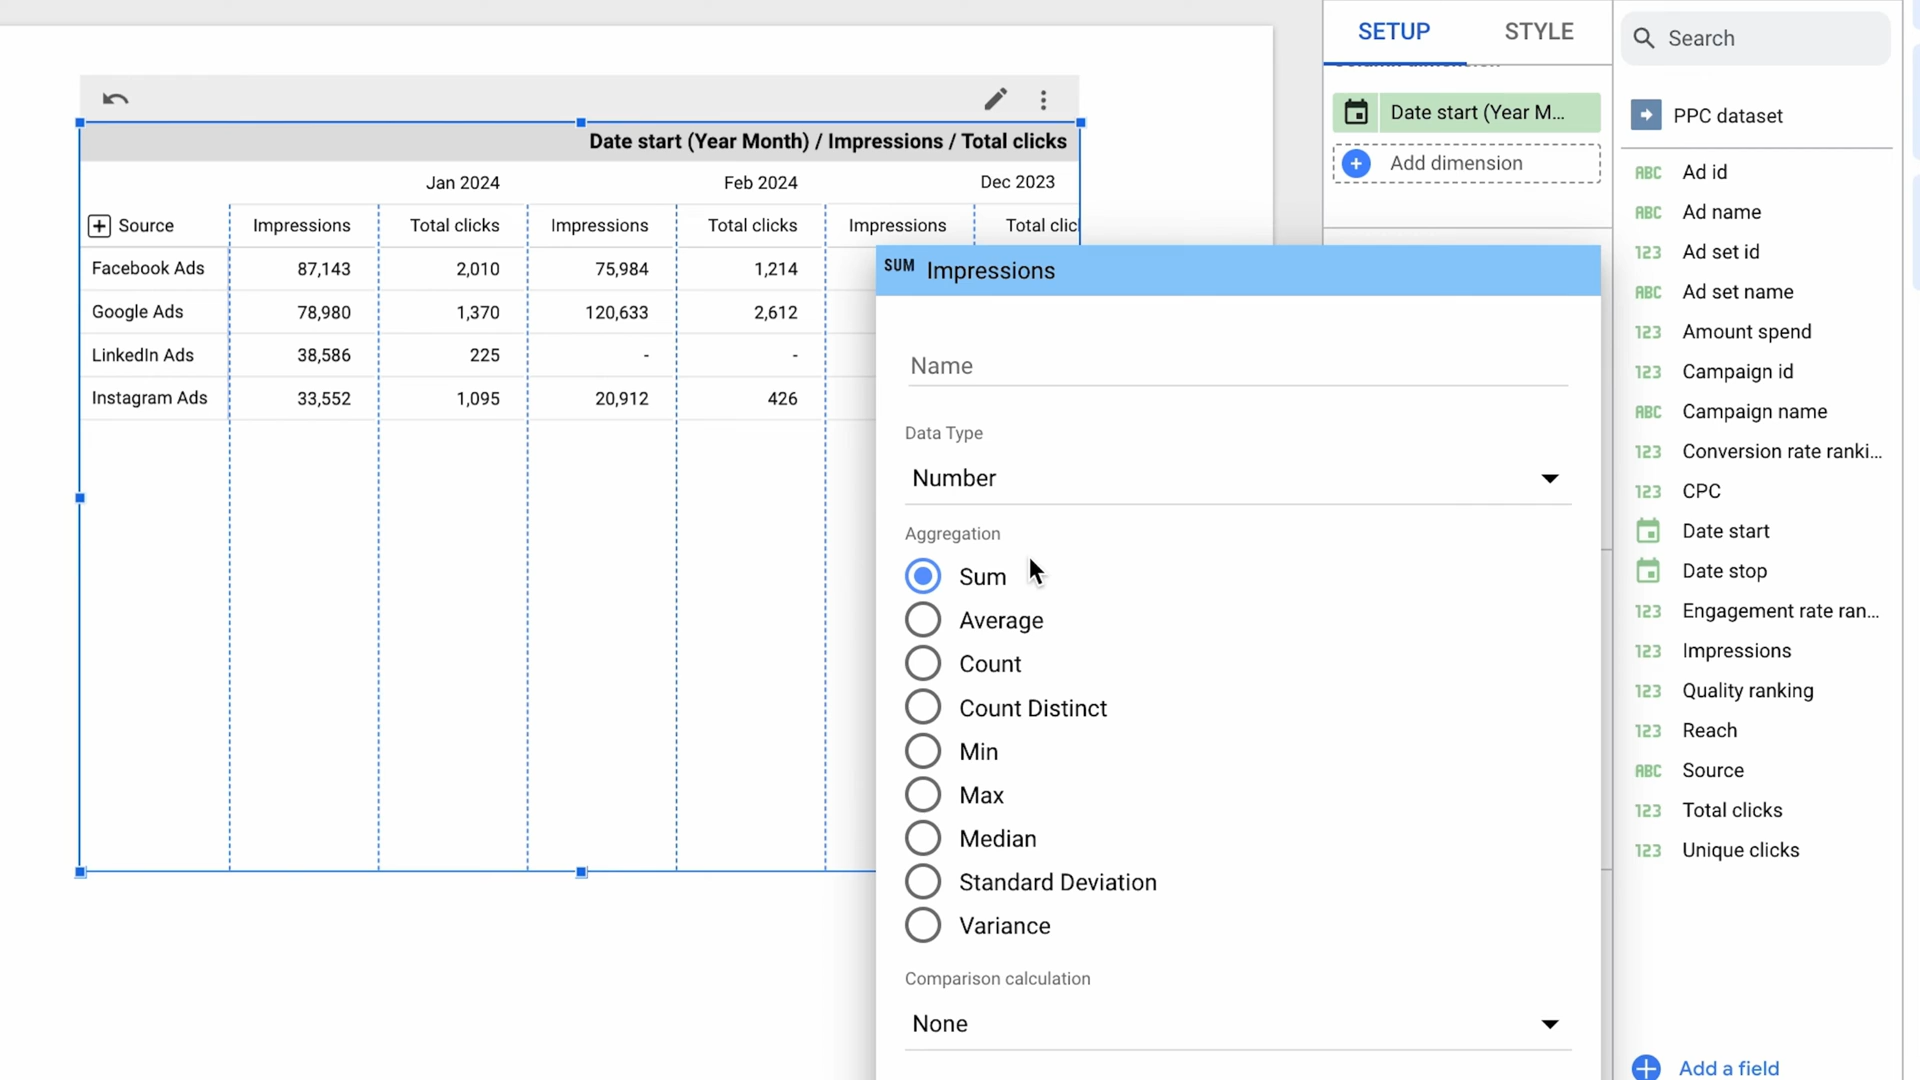 SETUP
STYLE
Search
Date start (Year M...
Add dimension
PPC dataset
Date start (Year Month) / Impressions / Total clicks
Jan 2024
Feb 2024
Dec 2023
Source
Impressions
Total clicks
Impressions
Total clicks
Impressions
Total clic
Facebook Ads 87,143 2,010 75,984 1,214
Google Ads 78,980 1,370 120,633 2,612
LinkedIn Ads 38,586 225 - -
Instagram Ads 33,552 1,095 20,912 426
SUM Impressions
Name
Data Type
Number
Aggregation
Sum
Average
Count
Count Distinct
Min
Max
Median
Standard Deviation
Variance
Comparison calculation
None
ABC Ad id
ABC Ad name
123 Ad set id
ABC Ad set name
123 Amount spend
123 Campaign id
ABC Campaign name
123 Conversion rate ranki...
123 CPC
Date start
Date stop
123 Engagement rate ran...
123 Impressions
123 Quality ranking
123 Reach
ABC Source
123 Total clicks
123 Unique clicks
Add a field